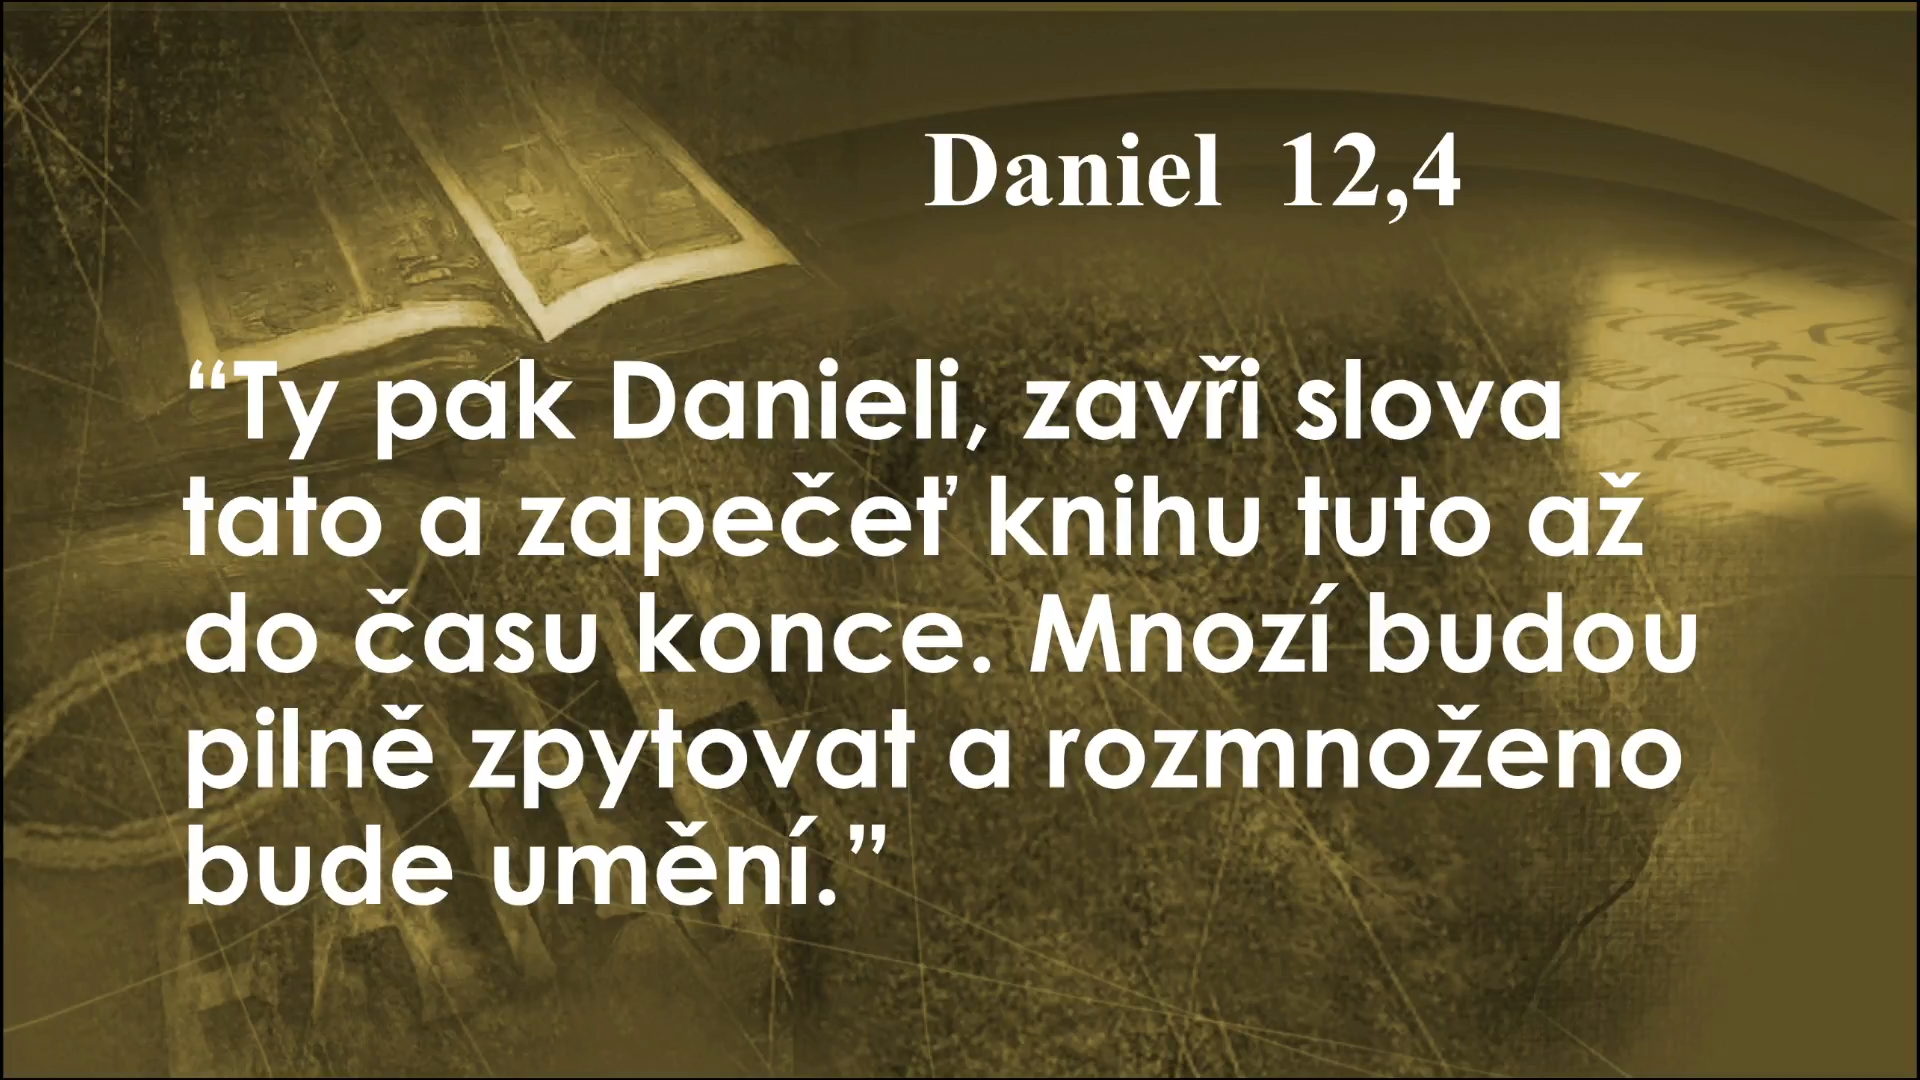 Daniel 12,4
“Ty pak Danieli, zavři slova
tato a zapečeť knihu tuto až
do času konce. Mnozí budou
pilně zpytovat a rozmnoženo
bude umění.”